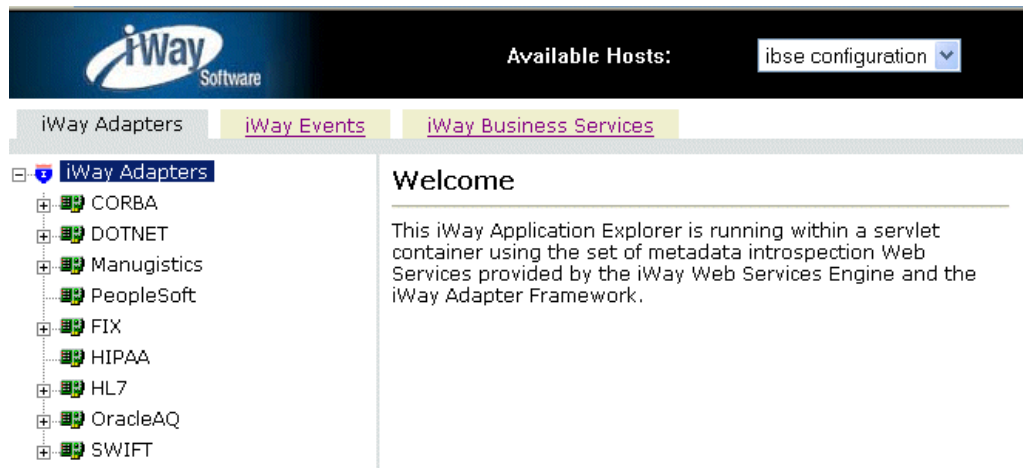 iWay
Software
Available Hosts:
ibse configuration
iWay Adapters
iWay Events
iWay Business Services
iWay Adapters
CORBA
DOTNET
Manugistics
PeopleSoft
FIX
HIPAA
HL7
OracleAQ
SWIFT
Welcome
This iWay Application Explorer is running within a servlet
container using the set of metadata introspection Web
Services provided by the iWay Web Services Engine and the
iWay Adapter Framework.